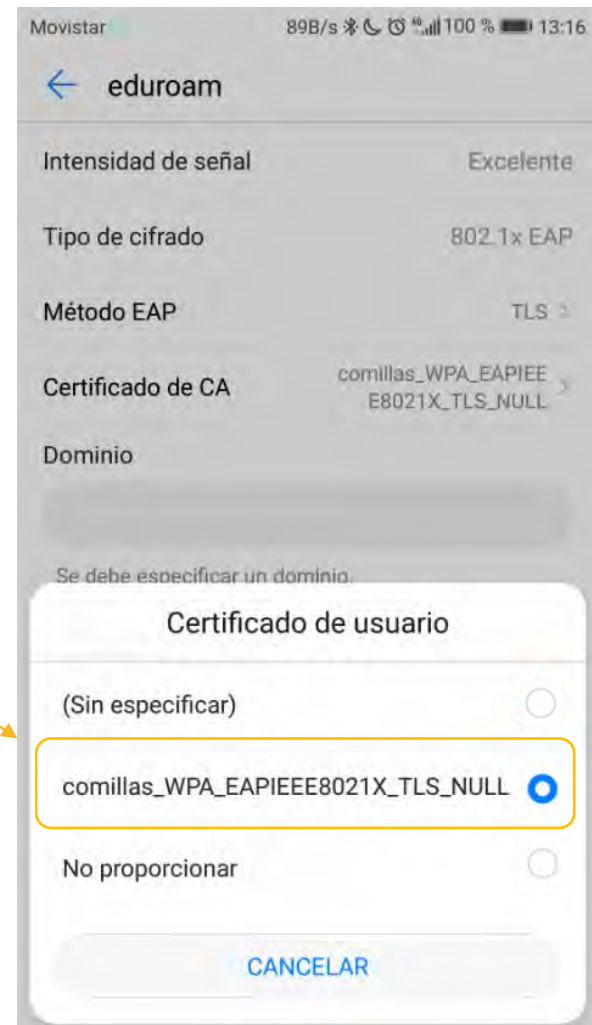 Movistar 89B/s 4G 100 % 13:16
eduroam
Intensidad de señal Excelente
Tipo de cifrado 802.1x EAP
Método EAP TLS
Certificado de CA comillas_WPA_EAPIEE
E8021X_TLS_NULL
Dominio
Se debe especificar un dominio.
Certificado de usuario
(Sin especificar)
comillas_WPA_EAPIEEE8021X_TLS_NULL
No proporcionar
CANCELAR